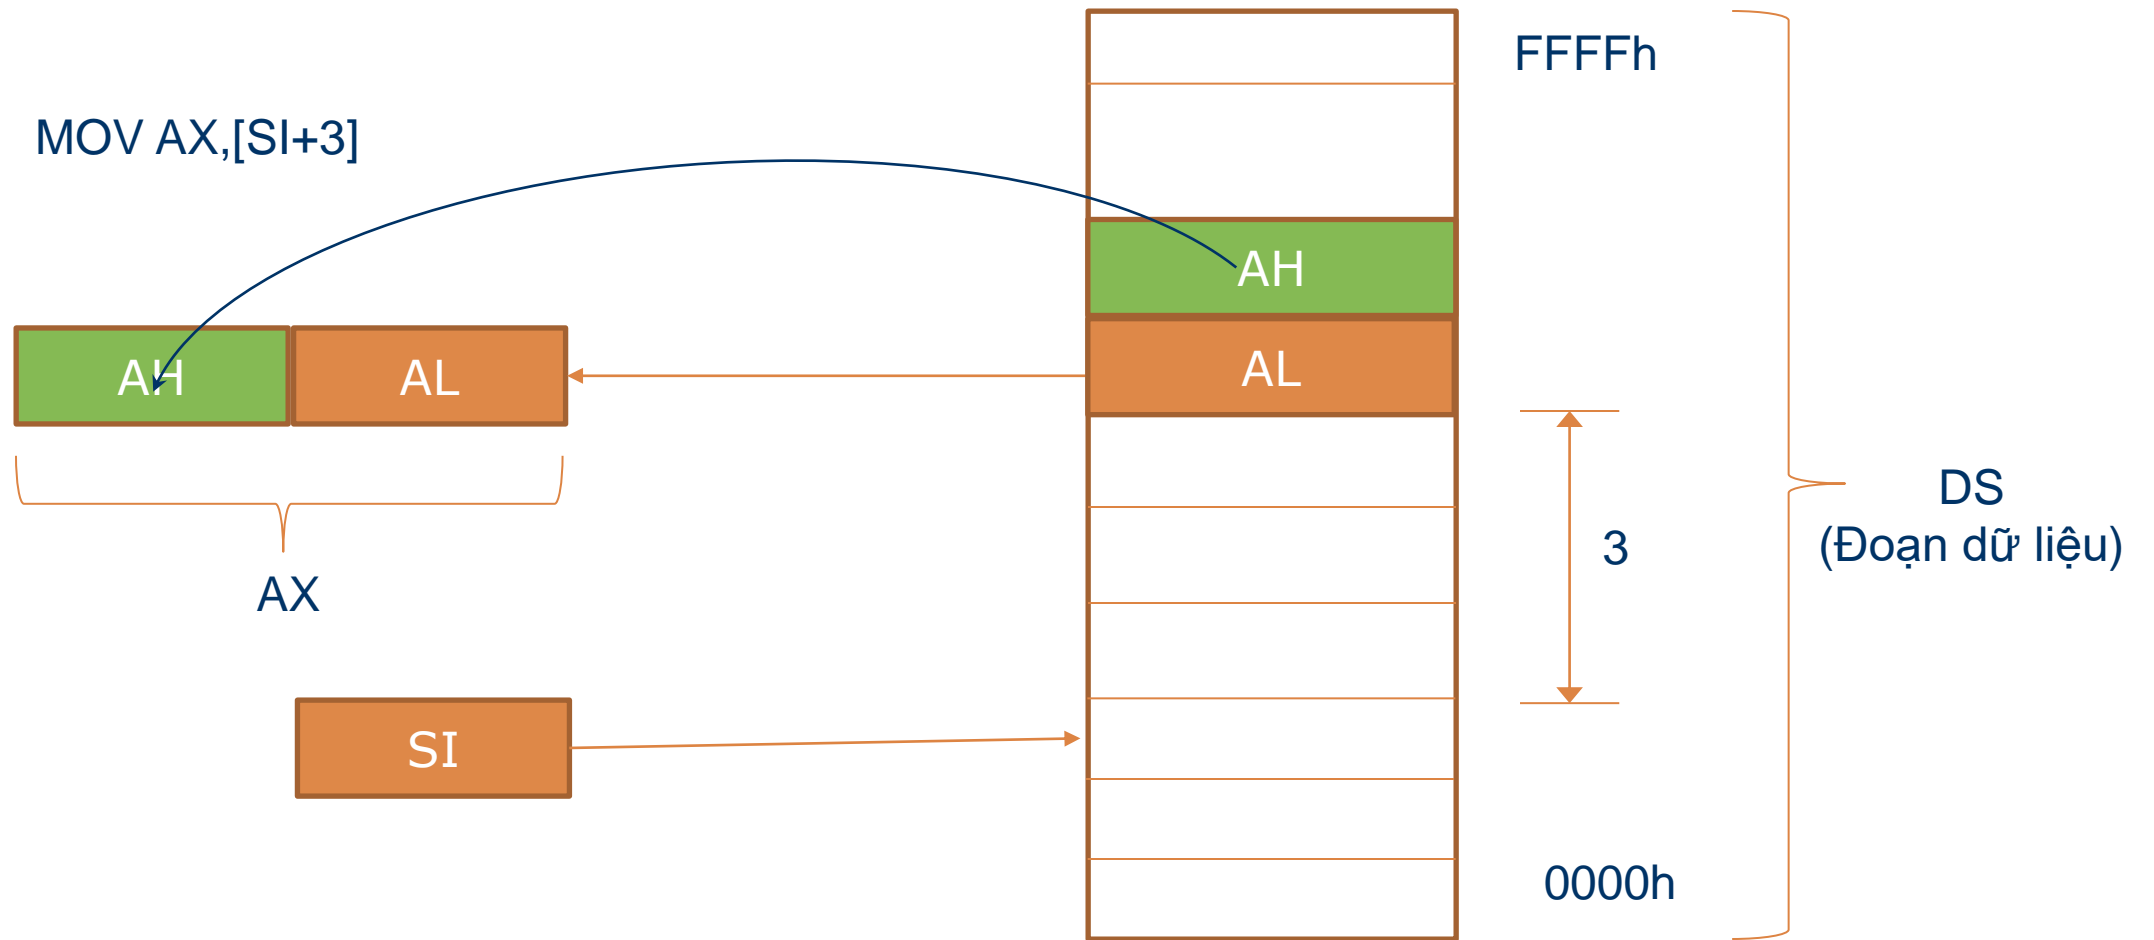 FFFFh
MOV AX,[SI+3]
AH
AL
AH
AL
DS
(Đoạn dữ liệu)
3
AX
SI
0000h